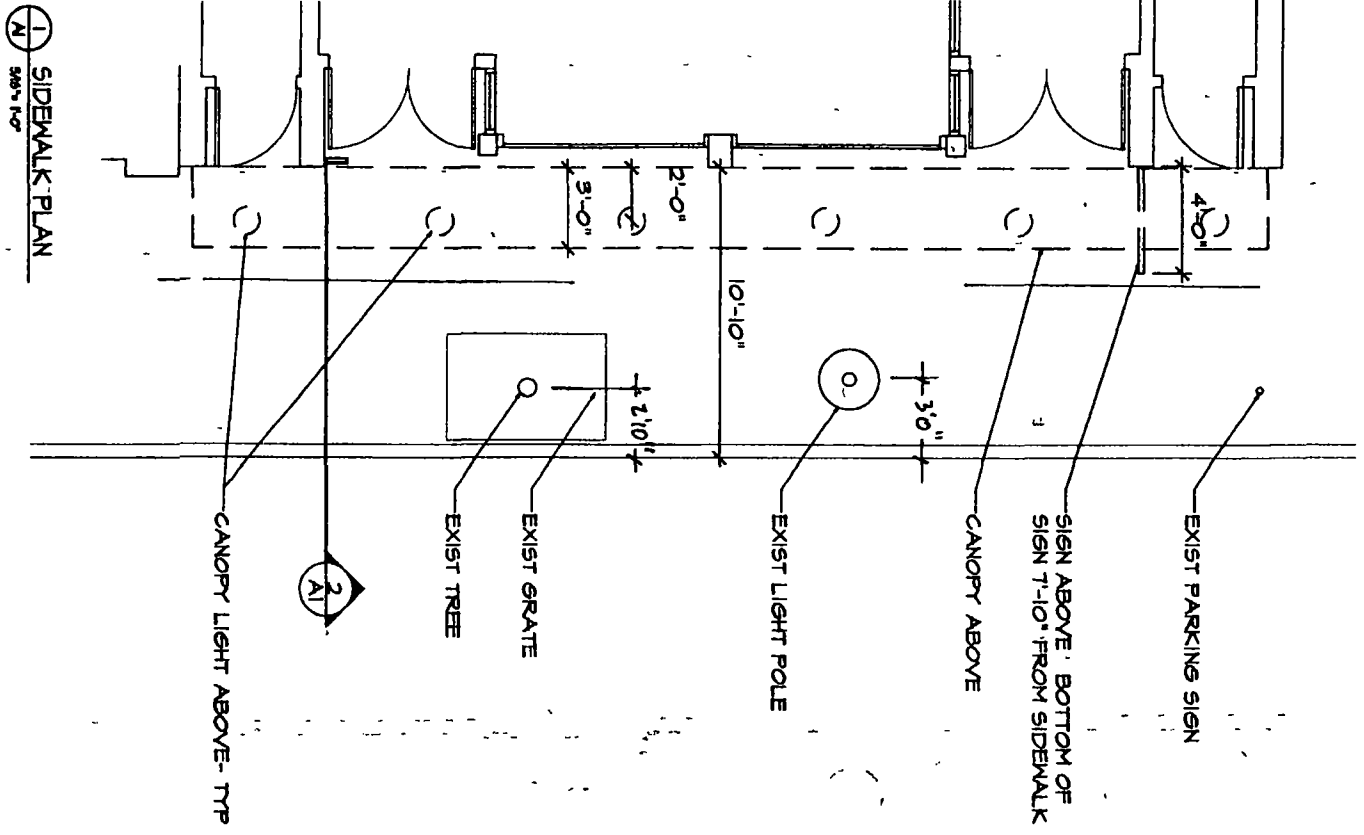 EXIST PARKING SIGN
SIGN ABOVE BOTTOM OF
SIGN 7'-10" FROM SIDEWALK
CANOPY ABOVE
EXIST LIGHT POLE
EXIST GRATE
EXIST TREE
CANOPY LIGHT ABOVE- TYP
4'-0"
2'-0"
3'-0"
10'-10"
3'0"
2'10"
2
A1
1
A1
SIDEWALK PLAN